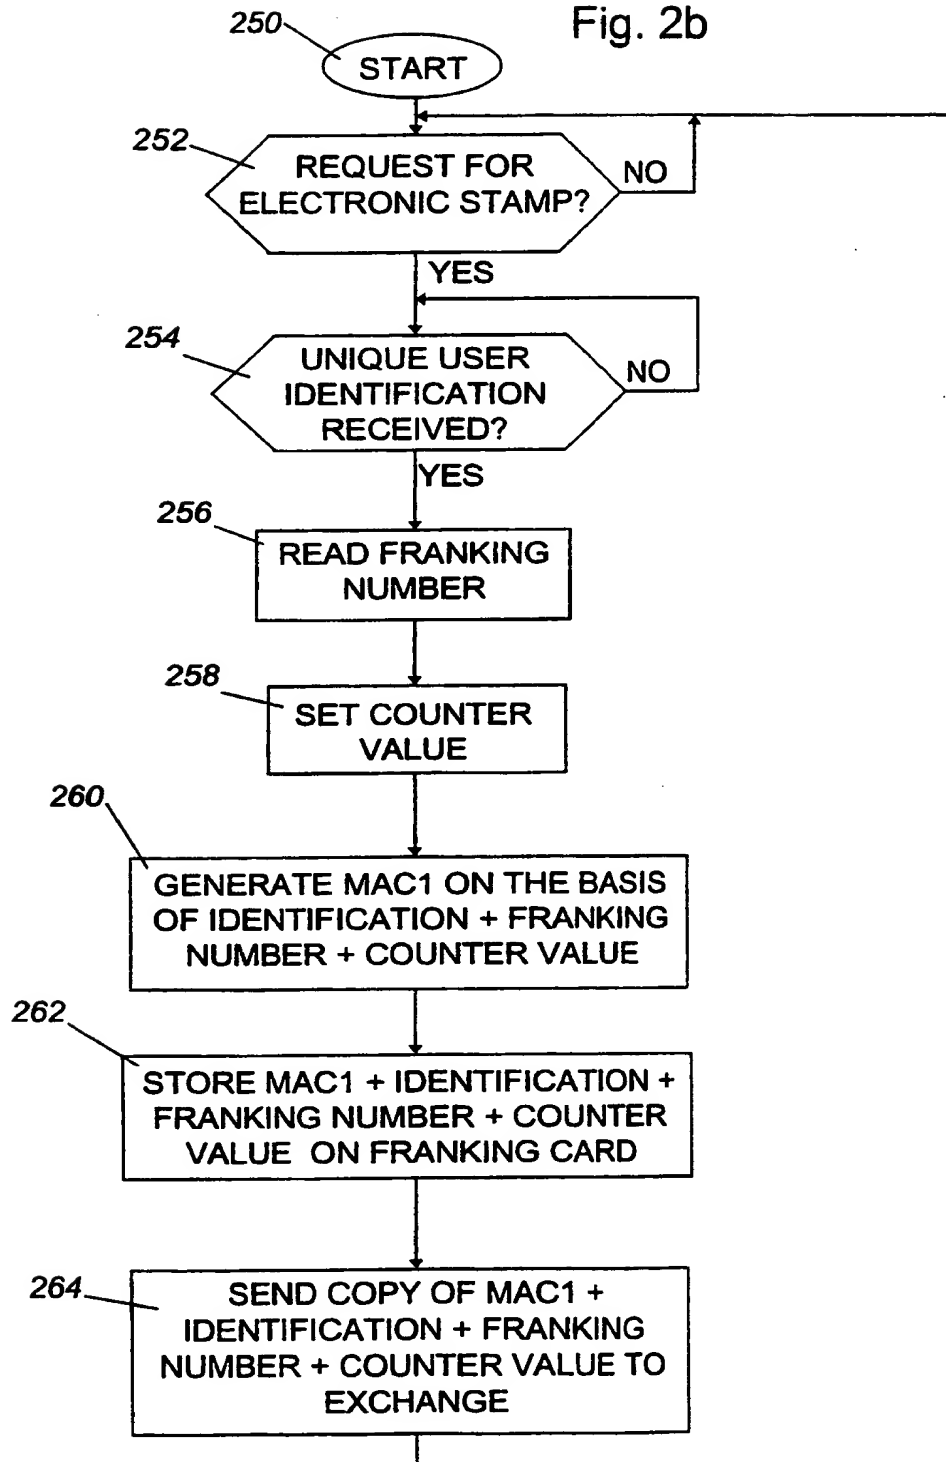 Fig. 2b
250
START
252
REQUEST FOR
ELECTRONIC STAMP?
NO
YES
254
UNIQUE USER
IDENTIFICATION
RECEIVED?
NO
YES
256
READ FRANKING
NUMBER
258
SET COUNTER
VALUE
260
GENERATE MAC1 ON THE BASIS
OF IDENTIFICATION + FRANKING
NUMBER + COUNTER VALUE
262
STORE MAC1 + IDENTIFICATION +
FRANKING NUMBER + COUNTER
VALUE ON FRANKING CARD
264
SEND COPY OF MAC1 +
IDENTIFICATION + FRANKING
NUMBER + COUNTER VALUE TO
EXCHANGE